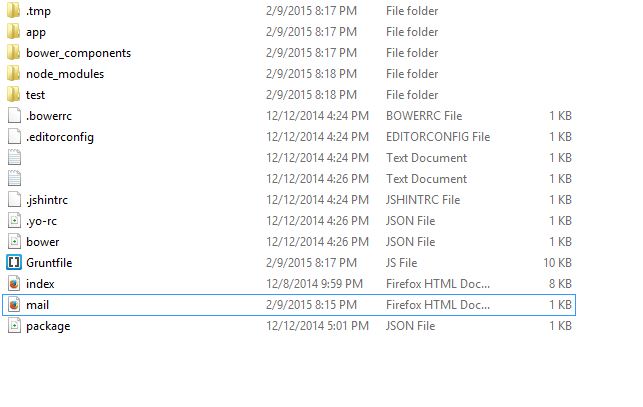 .tmp 2/9/2015 8:17 PM File folder
app 2/9/2015 8:17 PM File folder
bower_components 2/9/2015 8:17 PM File folder
node_modules 2/9/2015 8:18 PM File folder
test 2/9/2015 8:18 PM File folder
.bowerrc 12/12/2014 4:24 PM BOWERRC File 1 KB
.editorconfig 12/12/2014 4:24 PM EDITORCONFIG File 1 KB
12/12/2014 4:24 PM Text Document 1 KB
12/12/2014 4:26 PM Text Document 1 KB
.jshintrc 12/12/2014 4:24 PM JSHINTRC File 1 KB
.yo-rc 12/12/2014 4:26 PM JSON File 1 KB
bower 12/12/2014 4:26 PM JSON File 1 KB
Gruntfile 2/9/2015 8:17 PM JS File 10 KB
index 12/8/2014 9:59 PM Firefox HTML Doc... 8 KB
mail 2/9/2015 8:15 PM Firefox HTML Doc... 1 KB
package 12/12/2014 5:01 PM JSON File 1 KB